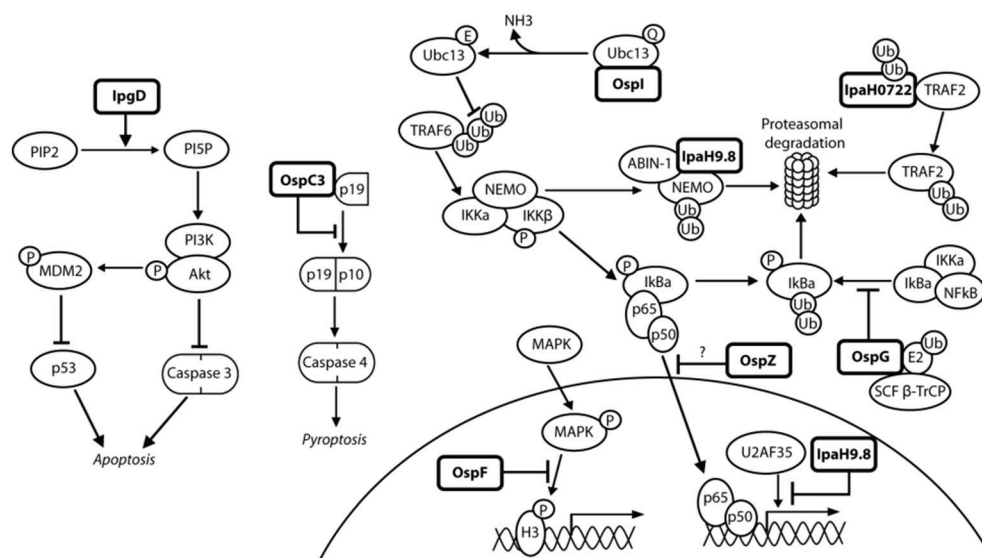 IpgD
PIP2
PI5P
PI3K
Akt
P
P
MDM2
p53
Caspase 3
Apoptosis
OspC3
p19
p19
p10
Caspase 4
Pyroptosis
NH3
E
Ubc13
Q
Ubc13
OspI
TRAF6
Ub
Ub
Ub
NEMO
IKKa
IKKβ
P
ABIN-1
IpaH9.8
NEMO
Ub
Ub
Proteasomal
degradation
Ub
Ub
IpaH0722
TRAF2
TRAF2
Ub
Ub
P
IkBa
p65
p50
P
IkBa
Ub
Ub
IKKa
IkBa
NFkB
?
OspZ
OspG
E2
Ub
SCF β-TrCP
MAPK
MAPK
P
OspF
P
H3
U2AF35
IpaH9.8
p65
p50